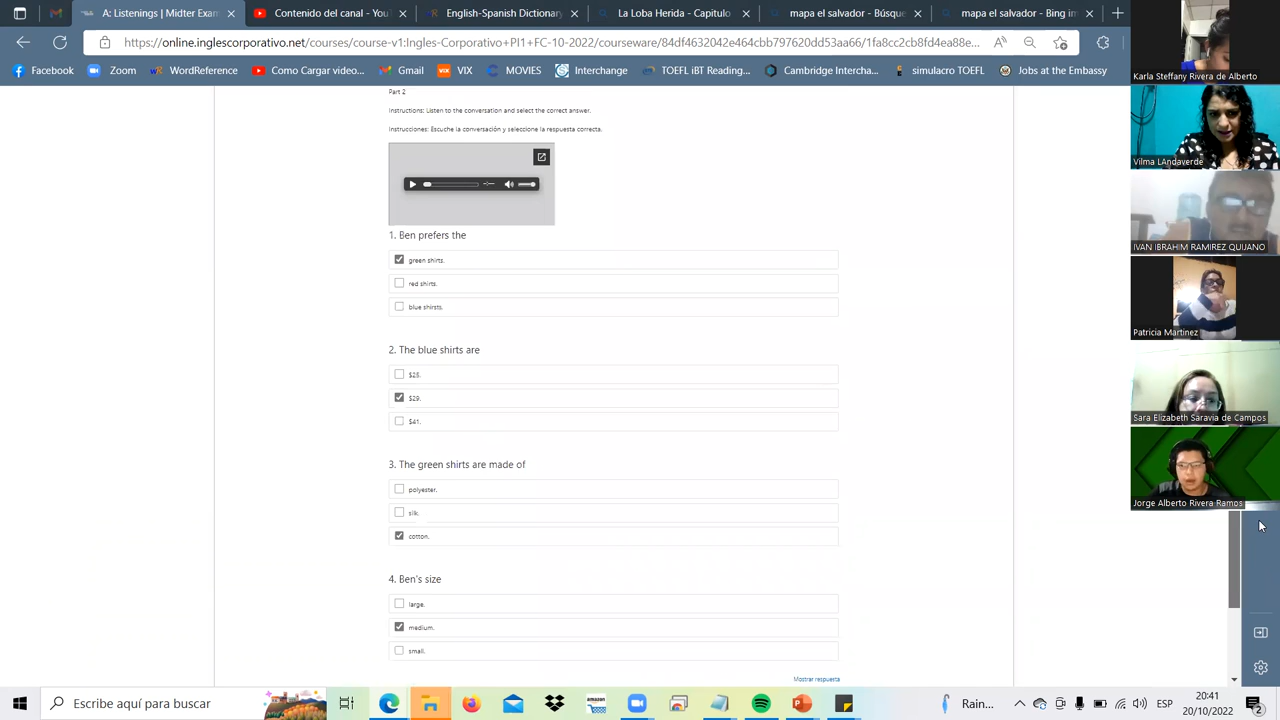 A: Listenings | Midter Exam
Contenido del canal - You
English-Spanish Dictionary
La Loba Herida | Doblado
mapa el salvador - Búsque
mapa el salvador - Bing im
https://online.inglescorporativo.net/courses/course-v1:Ingles-Corporativo+PI1+FC-10-2022/courseware/84df4632042e464cbb797620dd53aa66/1fa8cc2cb8fd4ea88e...
Facebook
Zoom
WordReference
Como Cargar video...
Gmail
VIX
MOVIES
Interchange
TOEFL iBT Reading...
Cambridge Intercha...
simulacro TOEFL
Jobs at the Embassy
Part 2
Instructions: Listen to the conversation and select the correct answer.
Instrucciones: Escuche la conversación y seleccione la respuesta correcta.
1. Ben prefers the
green shirts.
red shirts.
blue shirsts.
2. The blue shirts are
$25.
$29.
$41.
3. The green shirts are made of
polyester.
silk.
cotton.
4. Ben's size
large.
medium.
small.
Mostrar respuesta
Karla Steffany Rivera de Alberto
Vilma LAndaverde
IVAN IBRAHIM RAMIREZ QUIJANO
Patricia Martinez
Sara Elizabeth Saravia de Campos
Jorge Alberto Rivera Ramos
Escribe aquí para buscar
amazon
Rain...
ESP
20:41
20/10/2022
2